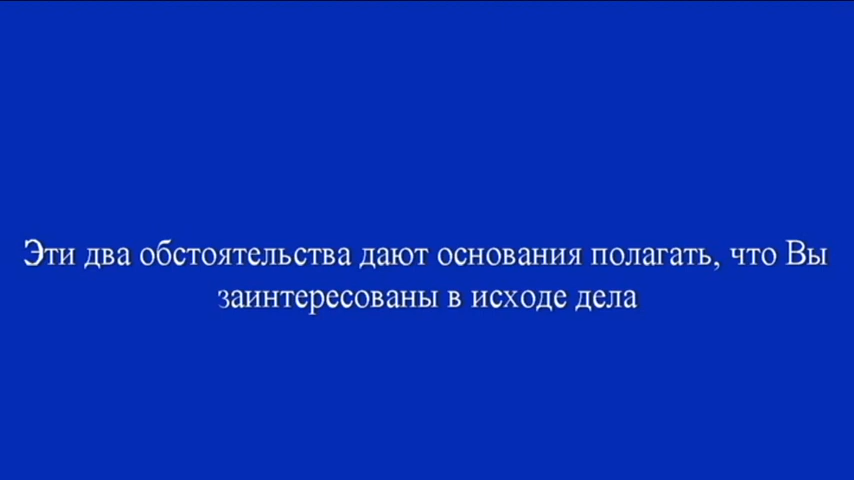 Эти два обстоятельства дают основания полагать, что Вы
заинтересованы в исходе дела